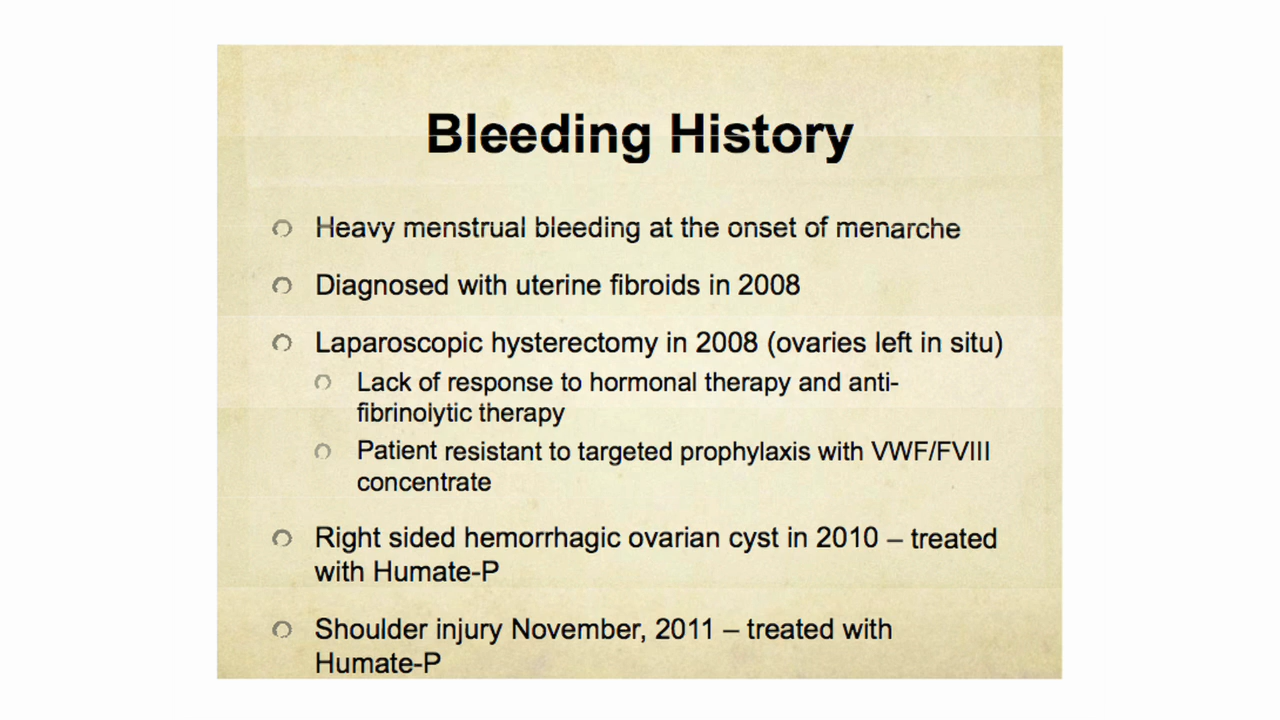 Bleeding History
Heavy menstrual bleeding at the onset of menarche
Diagnosed with uterine fibroids in 2008
Laparoscopic hysterectomy in 2008 (ovaries left in situ)
Lack of response to hormonal therapy and anti-
fibrinolytic therapy
Patient resistant to targeted prophylaxis with VWF/FVIII
concentrate
Right sided hemorrhagic ovarian cyst in 2010 – treated
with Humate-P
Shoulder injury November, 2011 – treated with
Humate-P